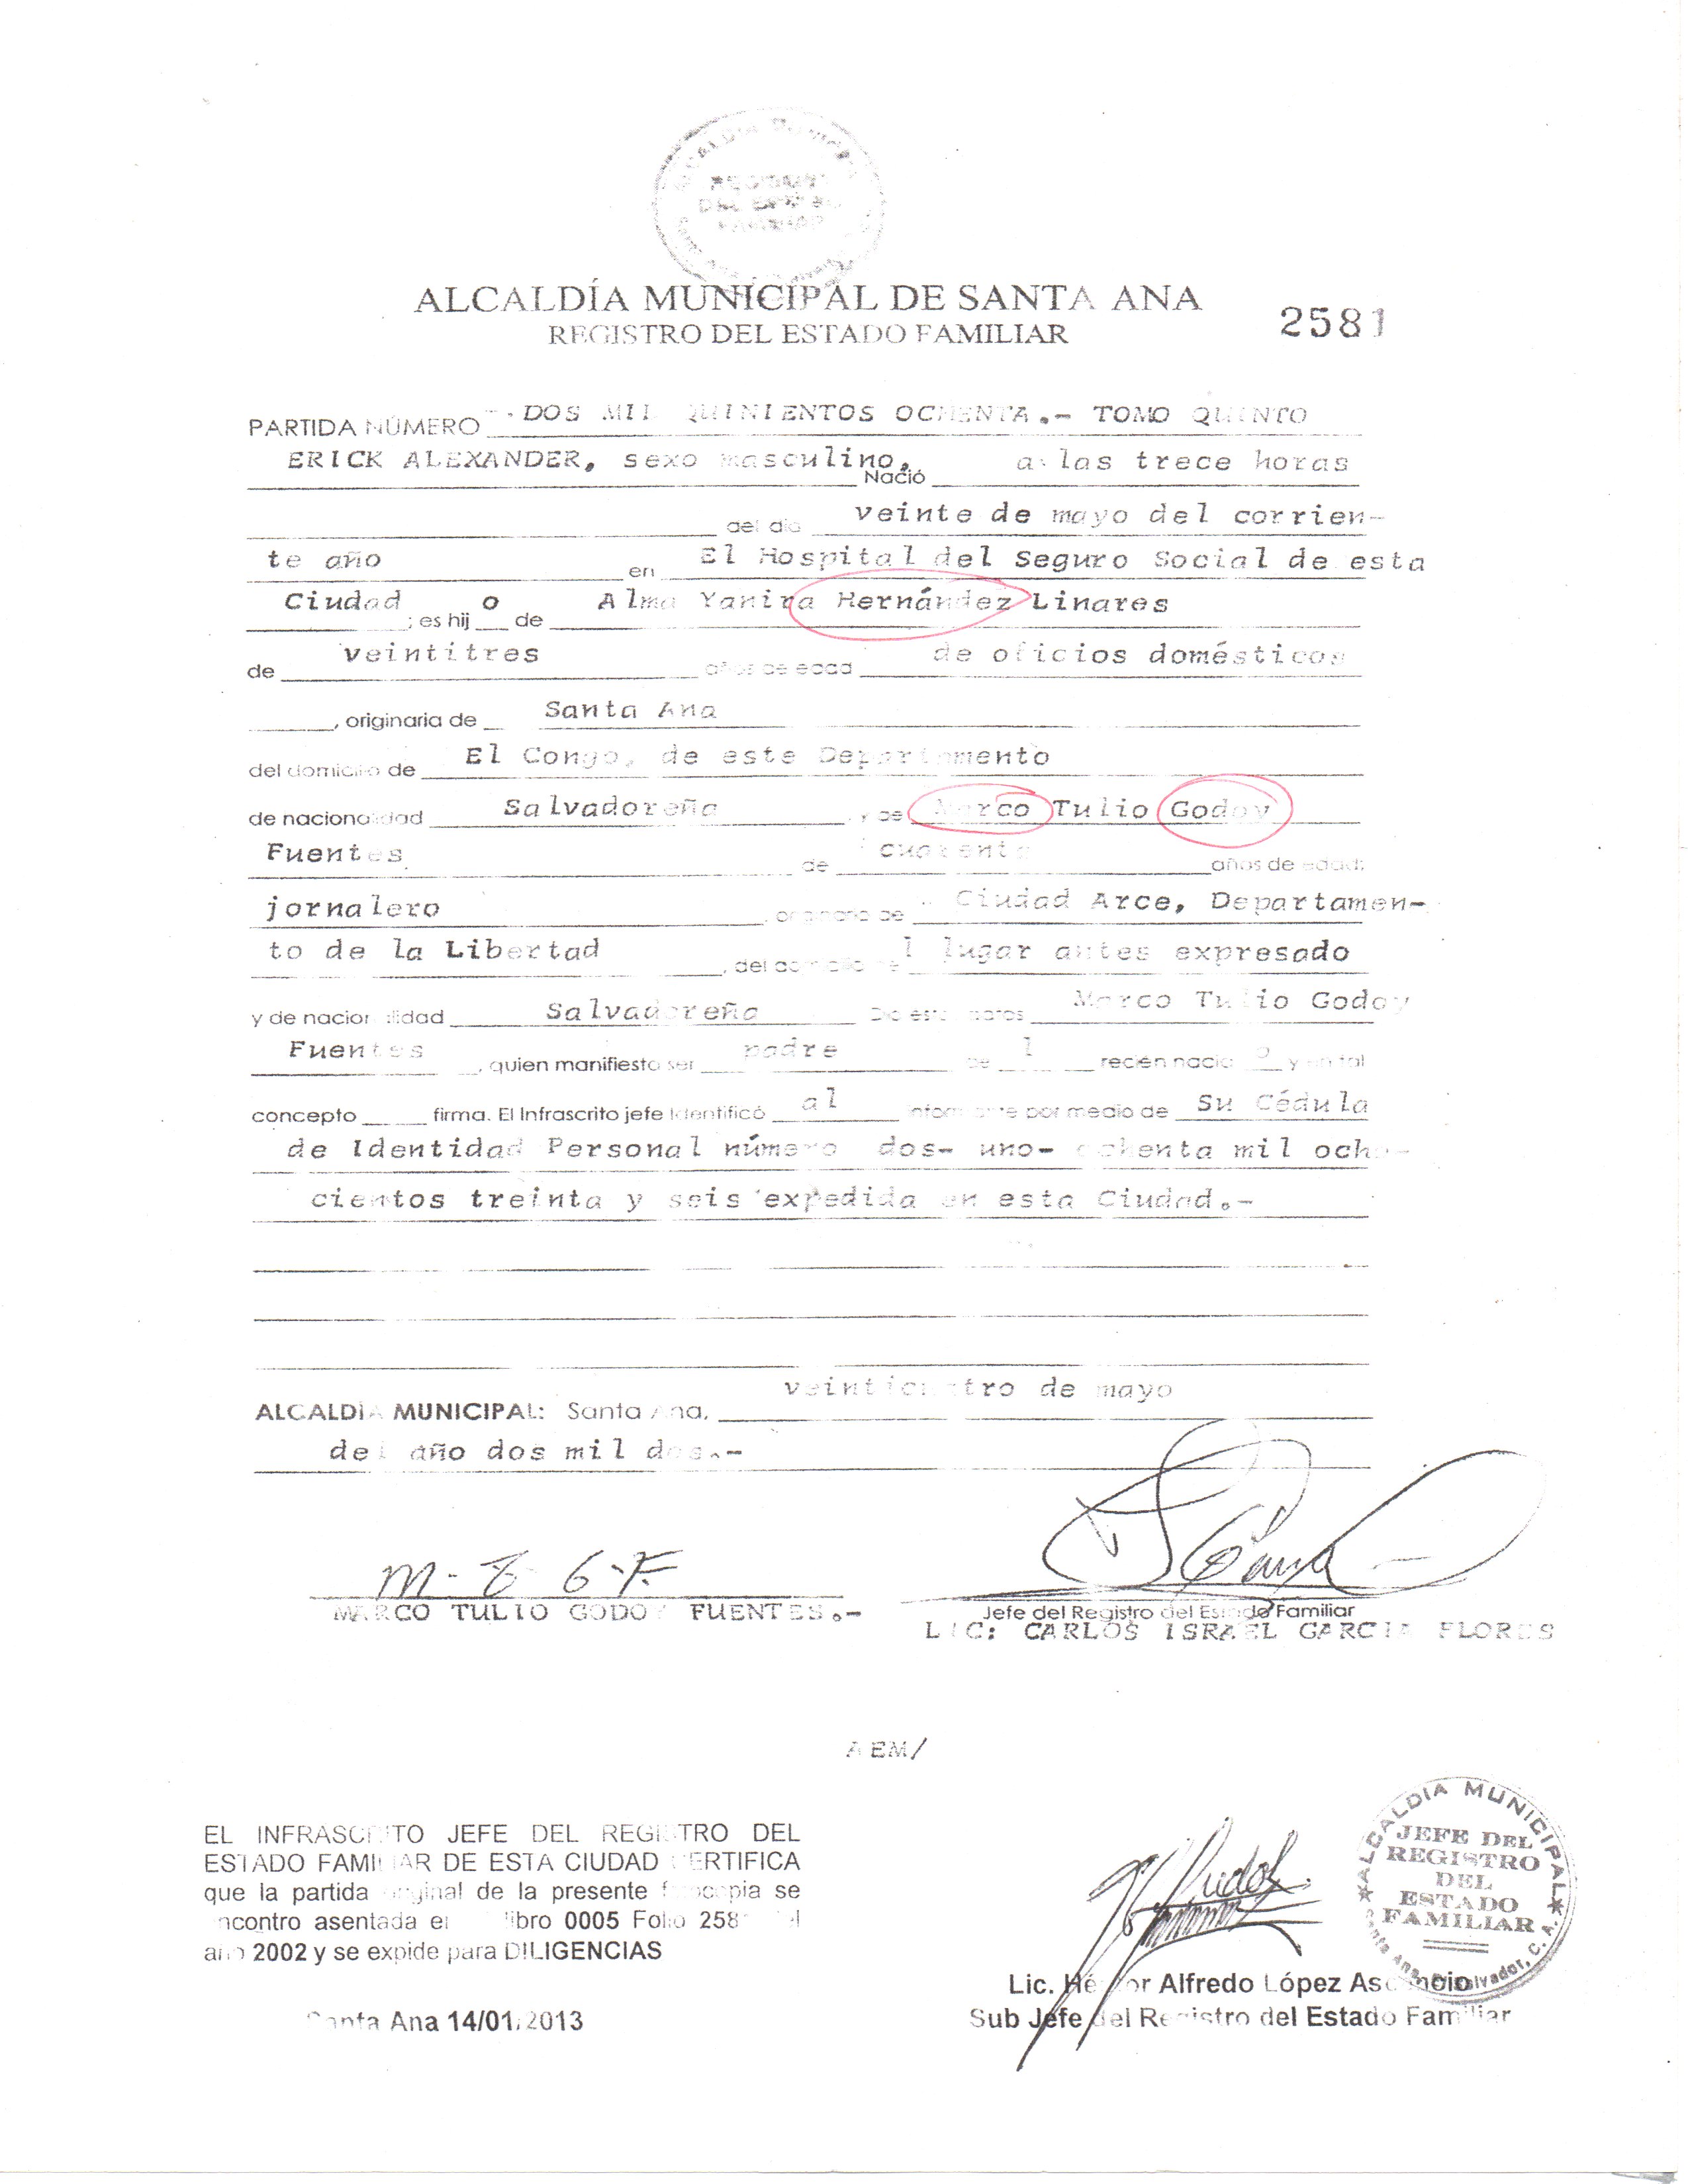 ALCALDÍA MUNICIPAL DE SANTA ANA
REGISTRO DEL ESTADO FAMILIAR
2581
PARTIDA NÚMERO DOS MIL QUINIENTOS OCHENTA.- TOMO QUINTO
ERICK ALEXANDER, sexo masculino, Nació a las trece horas
del día veinte de mayo del corrien-
te año en El Hospital del Seguro Social de esta
Ciudad ; es hij o de Alma Yanira Hernández Linares
de veintitres años de edad de oficios domésticos
, originaria de Santa Ana
del domicilio de El Congo, de este Departamento
de nacionalidad Salvadoreña , y de Marco Tulio Godoy
Fuentes de cuarenta años de edad;
jornalero , originario de Ciudad Arce, Departamen-
to de la Libertad , del domicilio de l lugar antes expresado
y de nacionalidad Salvadoreña Dio estos datos Marco Tulio Godoy
Fuentes , quien manifiesta ser padre de l recién nacid o y en tal
concepto firma. El Infrascrito jefe Identificó al informante por medio de Su Cédula
de Identidad Personal número dos- uno- ochenta mil ocho-
cientos treinta y seis expedida en esta Ciudad.-
ALCALDÍA MUNICIPAL: Santa Ana, veinticuatro de mayo
del año dos mil dos.-
M- T G-F.
MARCO TULIO GODOY FUENTES.-
Jefe del Registro del Estado Familiar
LIC: CARLOS ISRAEL GARCIA FLORES
AEM/
EL INFRASCRITO JEFE DEL REGISTRO DEL
ESTADO FAMILIAR DE ESTA CIUDAD CERTIFICA
que la partida original de la presente fotocopia se
encontro asentada en libro 0005 Folio 2581 del
año 2002 y se expide para DILIGENCIAS
Santa Ana 14/01/2013
ALCALDIA MUNICIPAL
JEFE DEL
REGISTRO
DEL
ESTADO
FAMILIAR
Santa Ana, El Salvador, C. A.
Lic. Héctor Alfredo López Ascencio
Sub Jefe del Registro del Estado Familiar